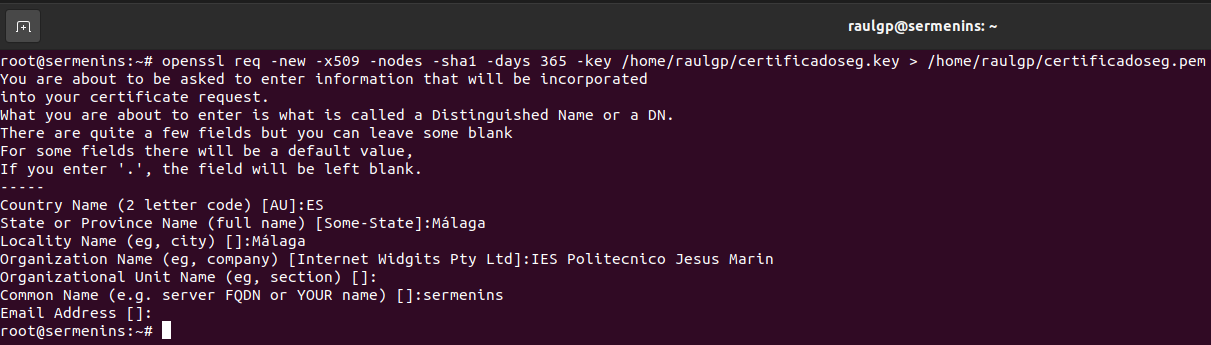 raulgp@sermenins: ~
root@sermenins:~# openssl req -new -x509 -nodes -sha1 -days 365 -key /home/raulgp/certificadoseg.key > /home/raulgp/certificadoseg.pem
You are about to be asked to enter information that will be incorporated
into your certificate request.
What you are about to enter is what is called a Distinguished Name or a DN.
There are quite a few fields but you can leave some blank
For some fields there will be a default value,
If you enter '.', the field will be left blank.
-----
Country Name (2 letter code) [AU]:ES
State or Province Name (full name) [Some-State]:Málaga
Locality Name (eg, city) []:Málaga
Organization Name (eg, company) [Internet Widgits Pty Ltd]:IES Politecnico Jesus Marin
Organizational Unit Name (eg, section) []:
Common Name (e.g. server FQDN or YOUR name) []:sermenins
Email Address []:
root@sermenins:~#